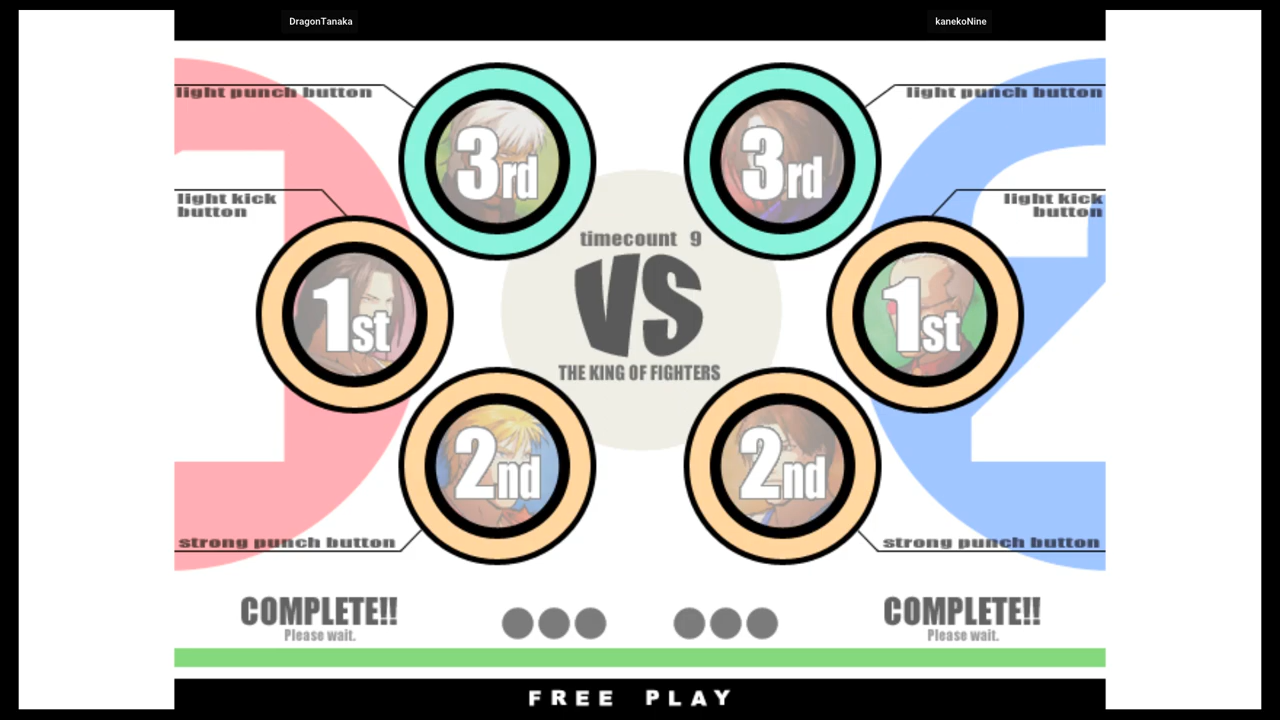 DragonTanaka
kanekoNine
light punch button
light punch button
3rd
3rd
light kick
button
light kick
button
timecount 9
VS
THE KING OF FIGHTERS
1st
1st
2nd
2nd
strong punch button
strong punch button
COMPLETE!!
Please wait.
COMPLETE!!
Please wait.
FREE PLAY